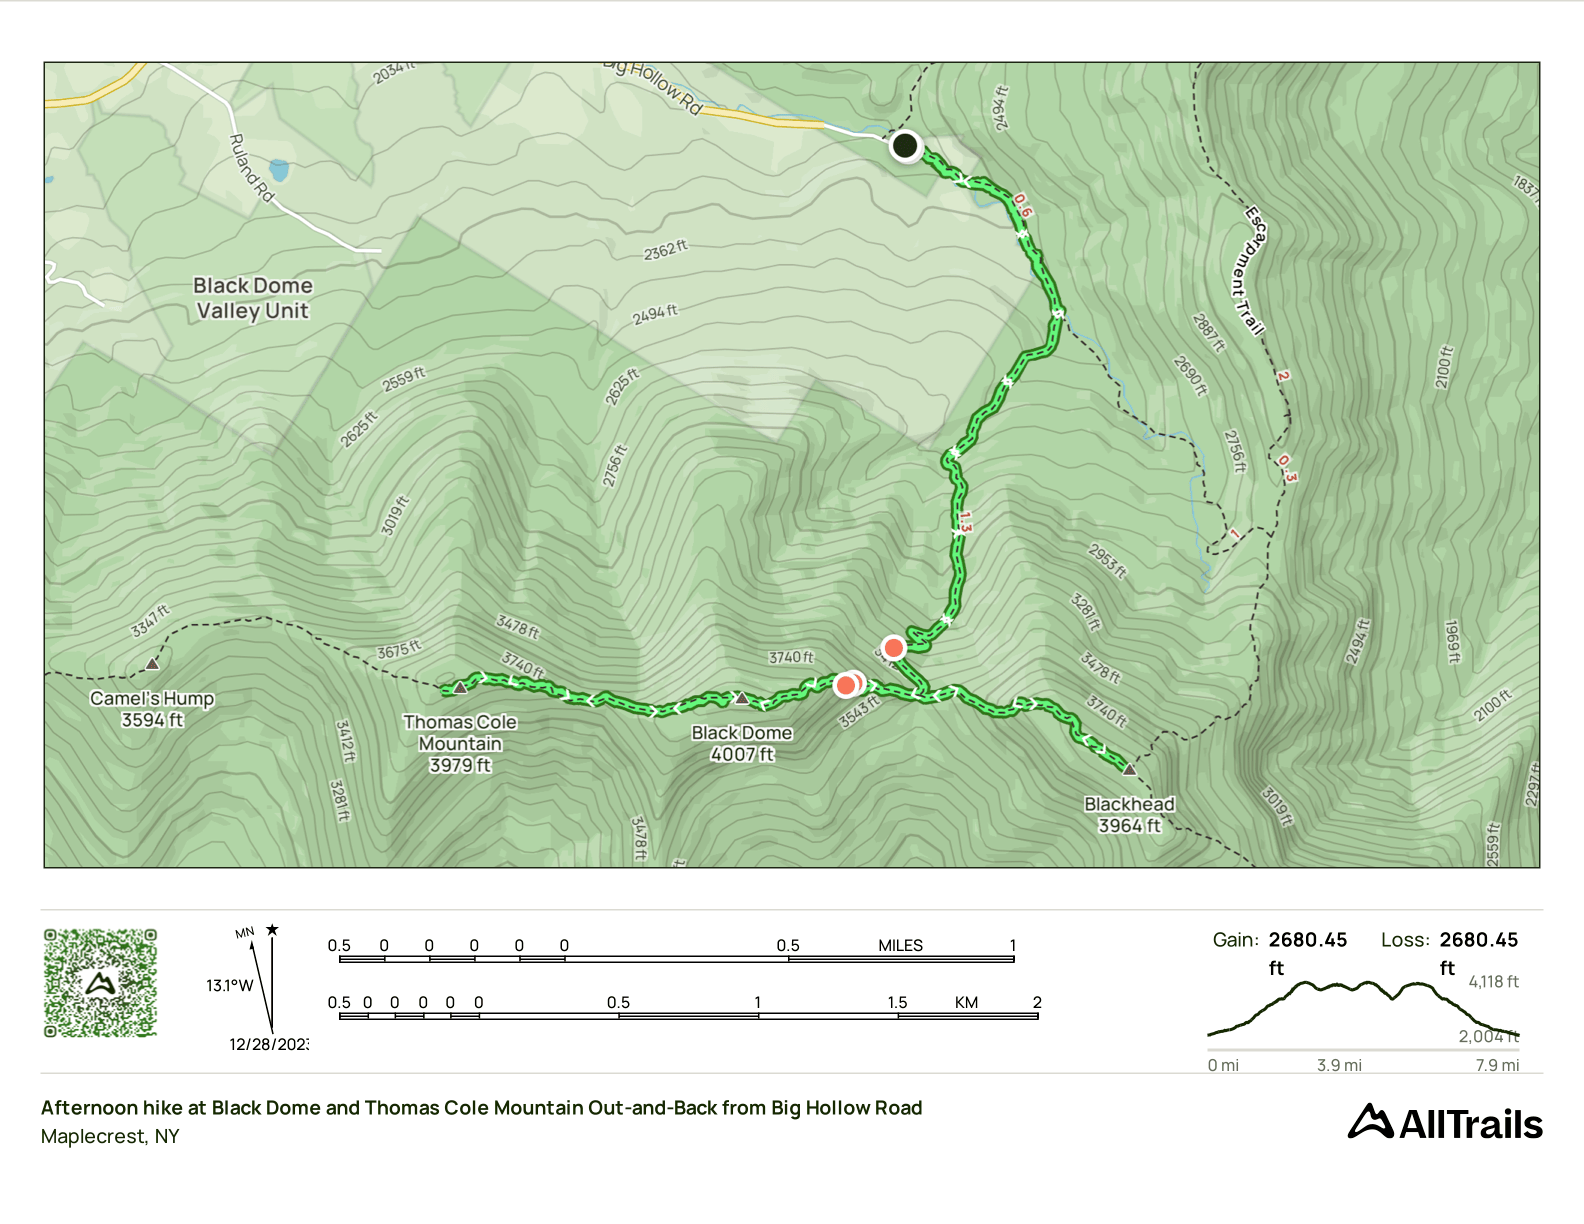 2034 ft
Big Hollow Rd
2494 ft
Ruland Rd
1837
0.6
Escarpment Trail
2362 ft
Black Dome
Valley Unit
2494 ft
2887 ft
2690 ft
2100 ft
2
2559 ft
2625 ft
2625 ft
2756 ft
2756 ft
0.3
3019 ft
1.3
1
2953 ft
3347 ft
3478 ft
3281 ft
2494 ft
1969 ft
3675 ft
3740 ft
3740 ft
3478 ft
Camel's Hump
3594 ft
Thomas Cole
Mountain
3979 ft
Black Dome
4007 ft
3543 ft
3740 ft
2100 ft
3412 ft
3281 ft
3478 ft
ft
Blackhead
3964 ft
3019 ft
2297 ft
2559 ft
MN
13.1°W
12/28/2023
0.5 0 0 0 0 0 0.5 MILES 1
0.5 0 0 0 0 0 0.5 1 1.5 KM 2
Gain: 2680.45 ft
Loss: 2680.45 ft
4,118 ft
2,004 ft
0 mi 3.9 mi 7.9 mi
Afternoon hike at Black Dome and Thomas Cole Mountain Out-and-Back from Big Hollow Road
Maplecrest, NY
AllTrails